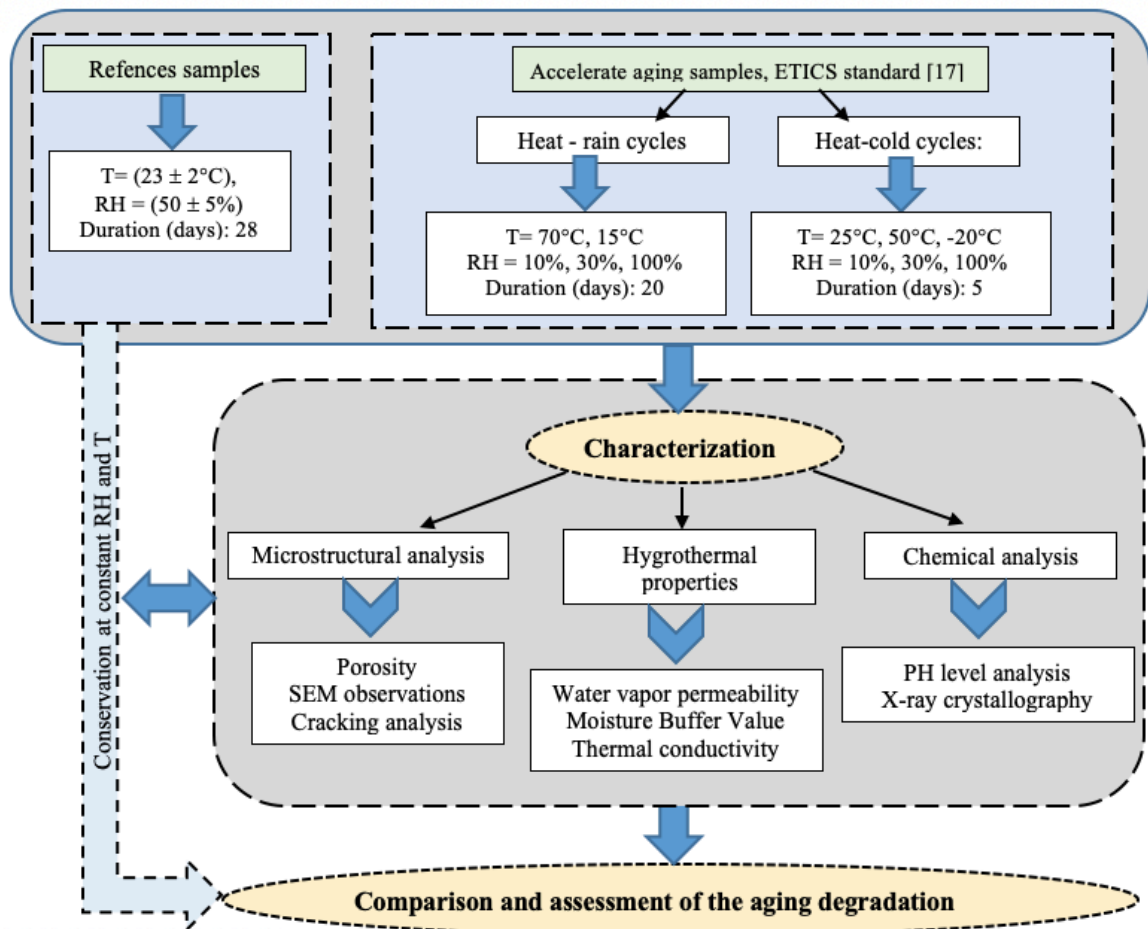 Refences samples
T= (23 ± 2°C),
RH = (50 ± 5%)
Duration (days): 28
Accelerate aging samples, ETICS standard [17]
Heat - rain cycles
T= 70°C, 15°C
RH = 10%, 30%, 100%
Duration (days): 20
Heat-cold cycles:
T= 25°C, 50°C, -20°C
RH = 10%, 30%, 100%
Duration (days): 5
Conservation at constant RH and T
Characterization
Microstructural analysis
Porosity
SEM observations
Cracking analysis
Hygrothermal
properties
Water vapor permeability
Moisture Buffer Value
Thermal conductivity
Chemical analysis
PH level analysis
X-ray crystallography
Comparison and assessment of the aging degradation